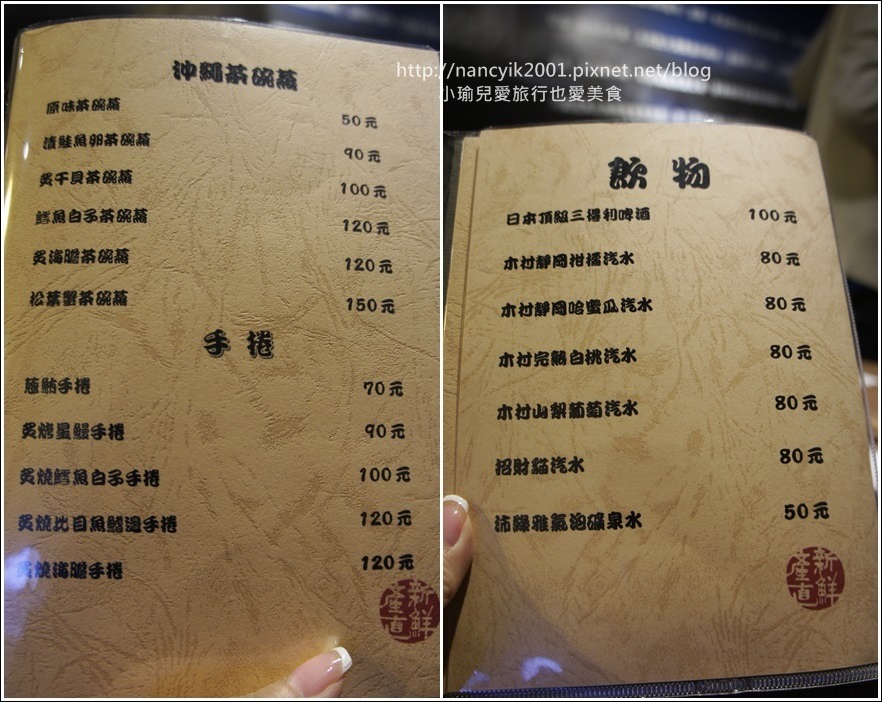 沖繩茶碗蒸
原味茶碗蒸 50元
漬鮭魚卵茶碗蒸 90元
炙干貝茶碗蒸 100元
鱈魚白子茶碗蒸 120元
炙海膽茶碗蒸 120元
松葉蟹茶碗蒸 150元
手捲
蔥鮪手捲 70元
炙烤星鰻手捲 90元
炙燒鱈魚白子手捲 100元
炙燒比目魚鰭邊手捲 120元
炙燒海膽手捲 120元
新鮮
產直
http://nancyik2001.pixnet.net/blog
小瑜兒愛旅行也愛美食
飲物
日本頂級三得利啤酒 100元
木村靜岡柑橘汽水 80元
木村靜岡哈蜜瓜汽水 80元
木村完熟白桃汽水 80元
木村山梨葡萄汽水 80元
招財貓汽水 80元
沛綠雅氣泡礦泉水 50元
新鮮
產直